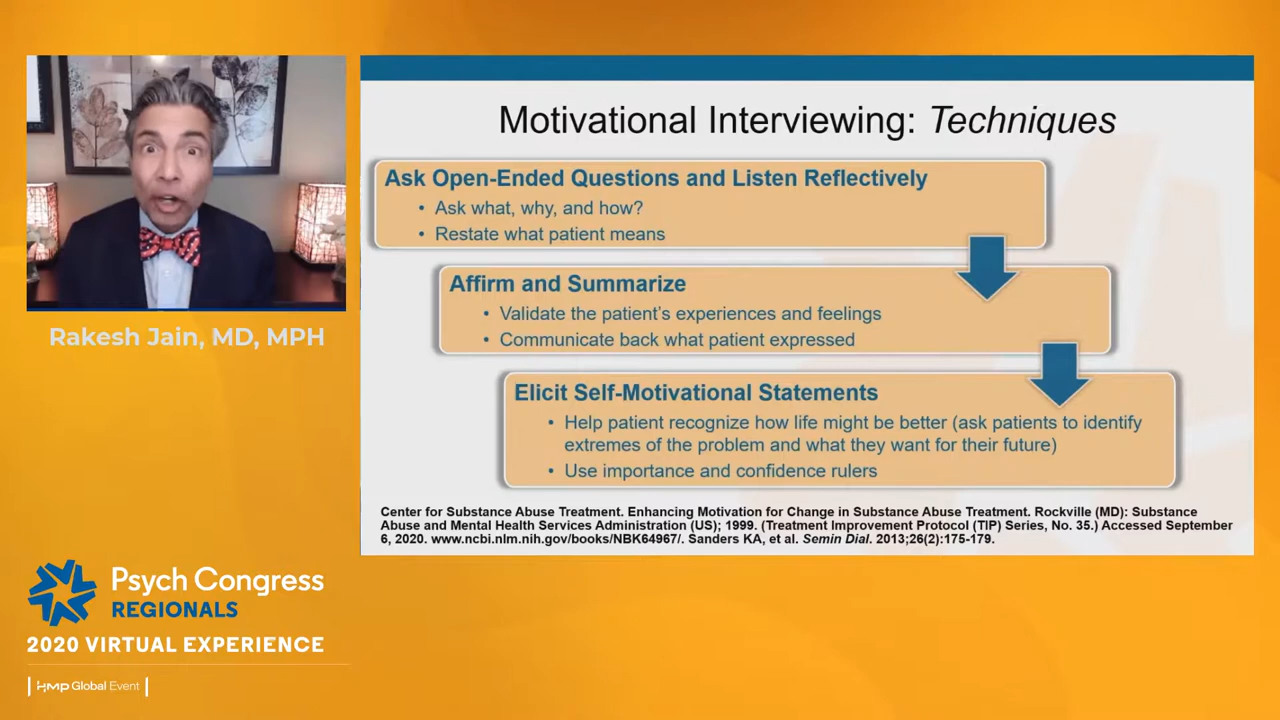 Motivational Interviewing: Techniques
Ask Open-Ended Questions and Listen Reflectively
• Ask what, why, and how?
• Restate what patient means
Affirm and Summarize
• Validate the patient's experiences and feelings
• Communicate back what patient expressed
Elicit Self-Motivational Statements
• Help patient recognize how life might be better (ask patients to identify
extremes of the problem and what they want for their future)
• Use importance and confidence rulers
Center for Substance Abuse Treatment. Enhancing Motivation for Change in Substance Abuse Treatment. Rockville (MD): Substance
Abuse and Mental Health Services Administration (US); 1999. (Treatment Improvement Protocol (TIP) Series, No. 35.) Accessed September
6, 2020. www.ncbi.nlm.nih.gov/books/NBK64967/. Sanders KA, et al. Semin Dial. 2013;26(2):175-179.
Rakesh Jain, MD, MPH
Psych Congress
REGIONALS
2020 VIRTUAL EXPERIENCE
HMP Global Event